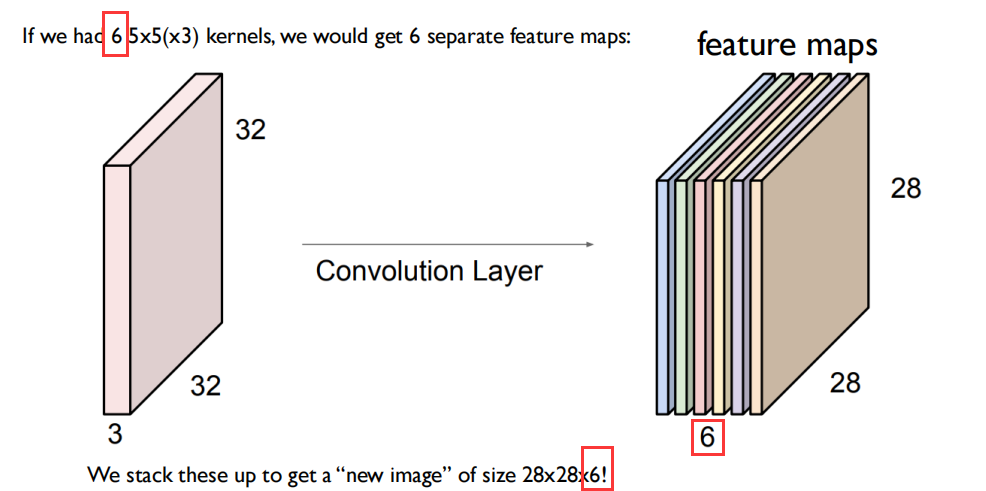 If we had 6 5x5(x3) kernels, we would get 6 separate feature maps:
feature maps
32
32
3
Convolution Layer
28
28
6
We stack these up to get a “new image” of size 28x28x6!